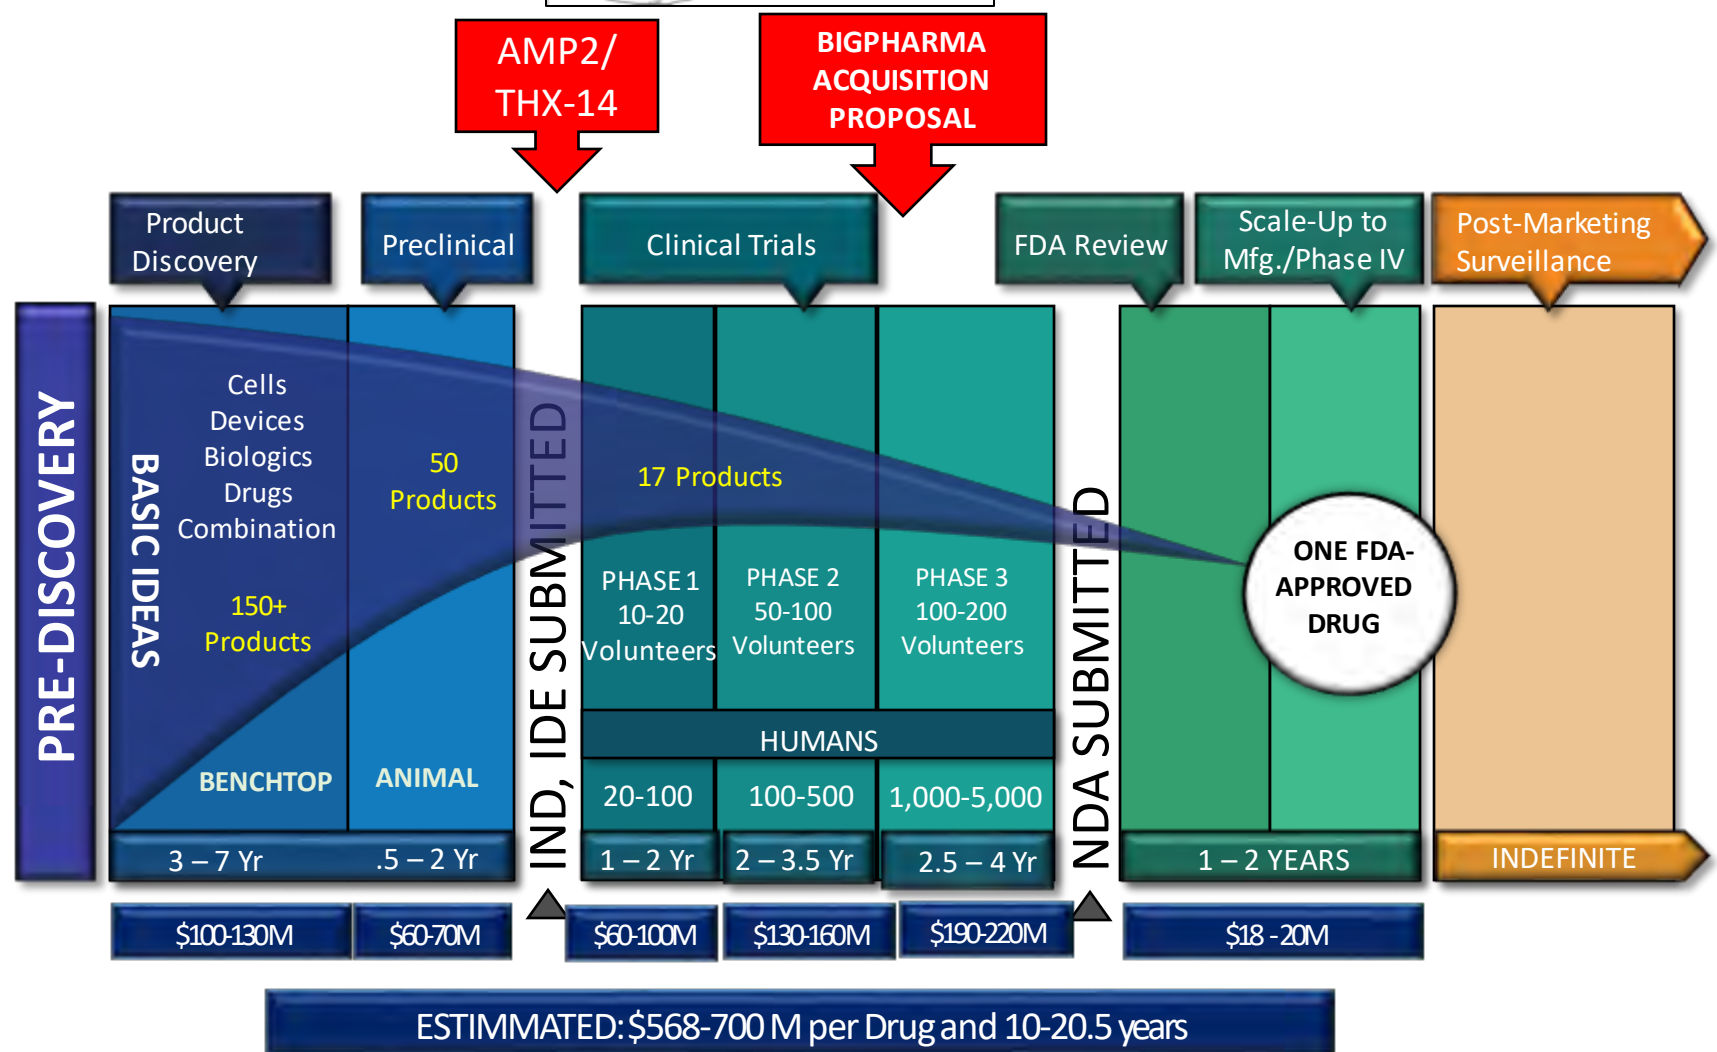 AMP2/
THX-14
BIGPHARMA
ACQUISITION
PROPOSAL
Product
Discovery
Preclinical
Clinical Trials
FDA Review
Scale-Up to
Mfg./Phase IV
Post-Marketing
Surveillance
PRE-DISCOVERY
BASIC IDEAS
Cells
Devices
Biologics
Drugs
Combination
150+
Products
BENCHTOP
50
Products
ANIMAL
IND, IDE SUBMITTED
17 Products
PHASE 1
10-20
Volunteers
PHASE 2
50-100
Volunteers
PHASE 3
100-200
Volunteers
HUMANS
20-100
100-500
1,000-5,000
NDA SUBMITTED
ONE FDA-
APPROVED
DRUG
3 – 7 Yr
.5 – 2 Yr
1 – 2 Yr
2 – 3.5 Yr
2.5 – 4 Yr
1 – 2 YEARS
INDEFINITE
$100-130M
$60-70M
$60-100M
$130-160M
$190-220M
$18 -20M
ESTIMMATED: $568-700 M per Drug and 10-20.5 years